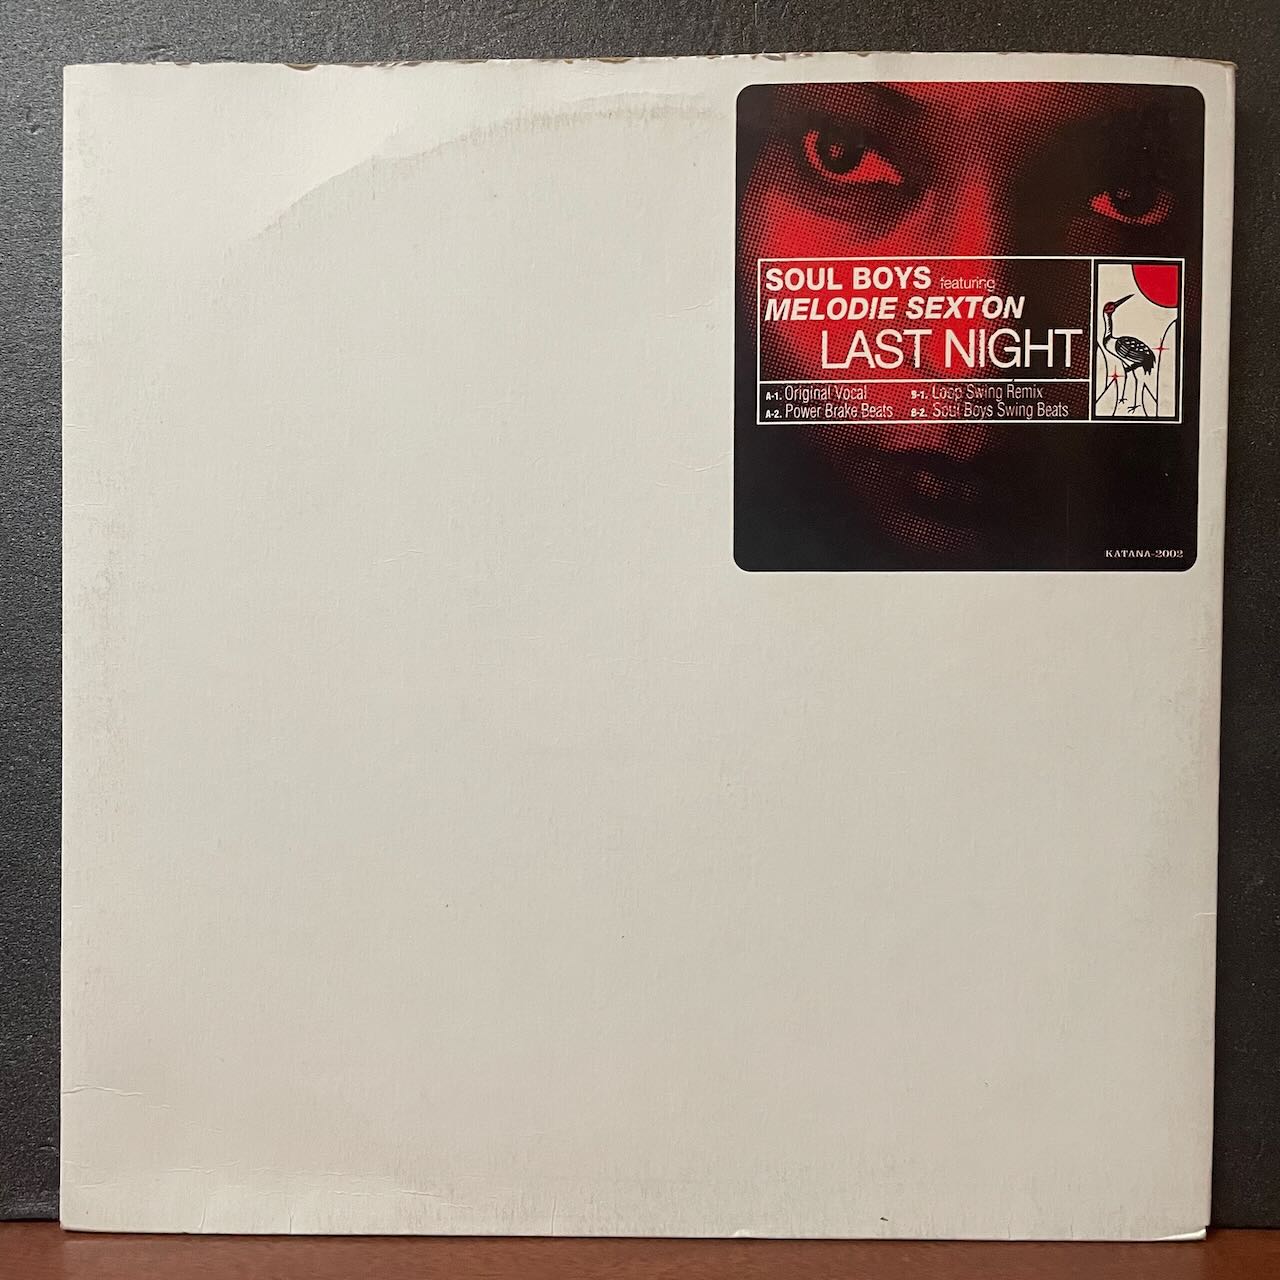 SOUL BOYS featuring
MELODIE SEXTON
LAST NIGHT
A-1. Original Vocal
A-2. Power Brake Beats
B-1. Loop Swing Remix
B-2. Soul Boys Swing Beats
KATANA-2002